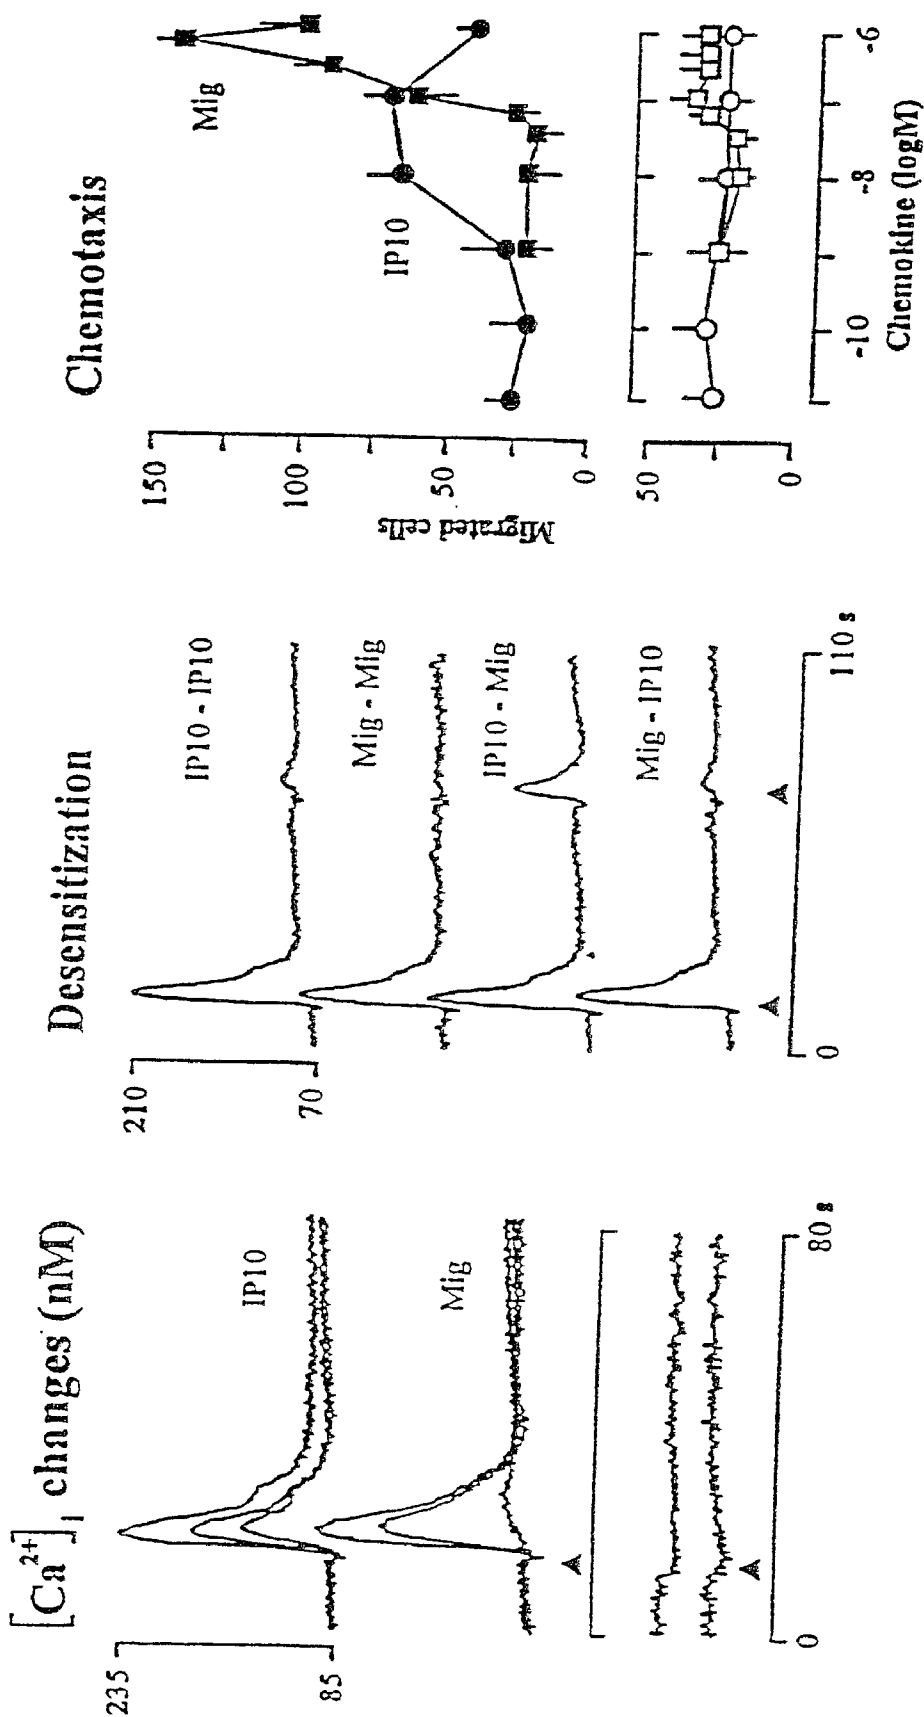 [Ca2+]i changes (nM)
235
85
IP10
Mig
0
80 s
Desensitization
210
70
IP10 - IP10
Mig - Mig
IP10 - Mig
Mig - IP10
0
110 s
Chemotaxis
150
100
50
0
Migrated cells
Mig
IP10
50
0
-10
-8
-6
Chemokine (logM)